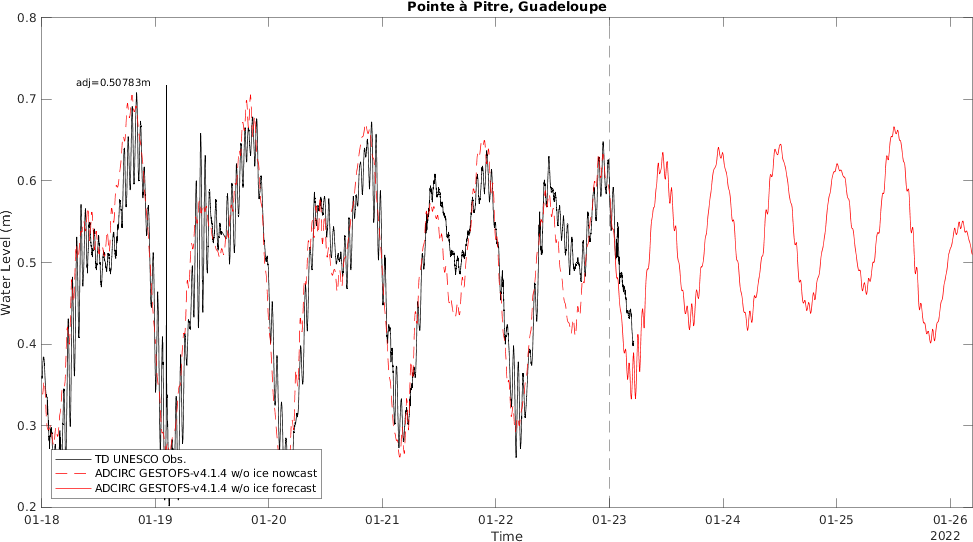 Pointe à Pitre, Guadeloupe
adj=0.50783m
0.8
0.7
0.6
0.5
0.4
0.3
0.2
Water Level (m)
TD UNESCO Obs.
ADCIRC GESTOFS-v4.1.4 w/o ice nowcast
ADCIRC GESTOFS-v4.1.4 w/o ice forecast
01-18 01-19 01-20 01-21 01-22 01-23 01-24 01-25 01-26
2022
Time